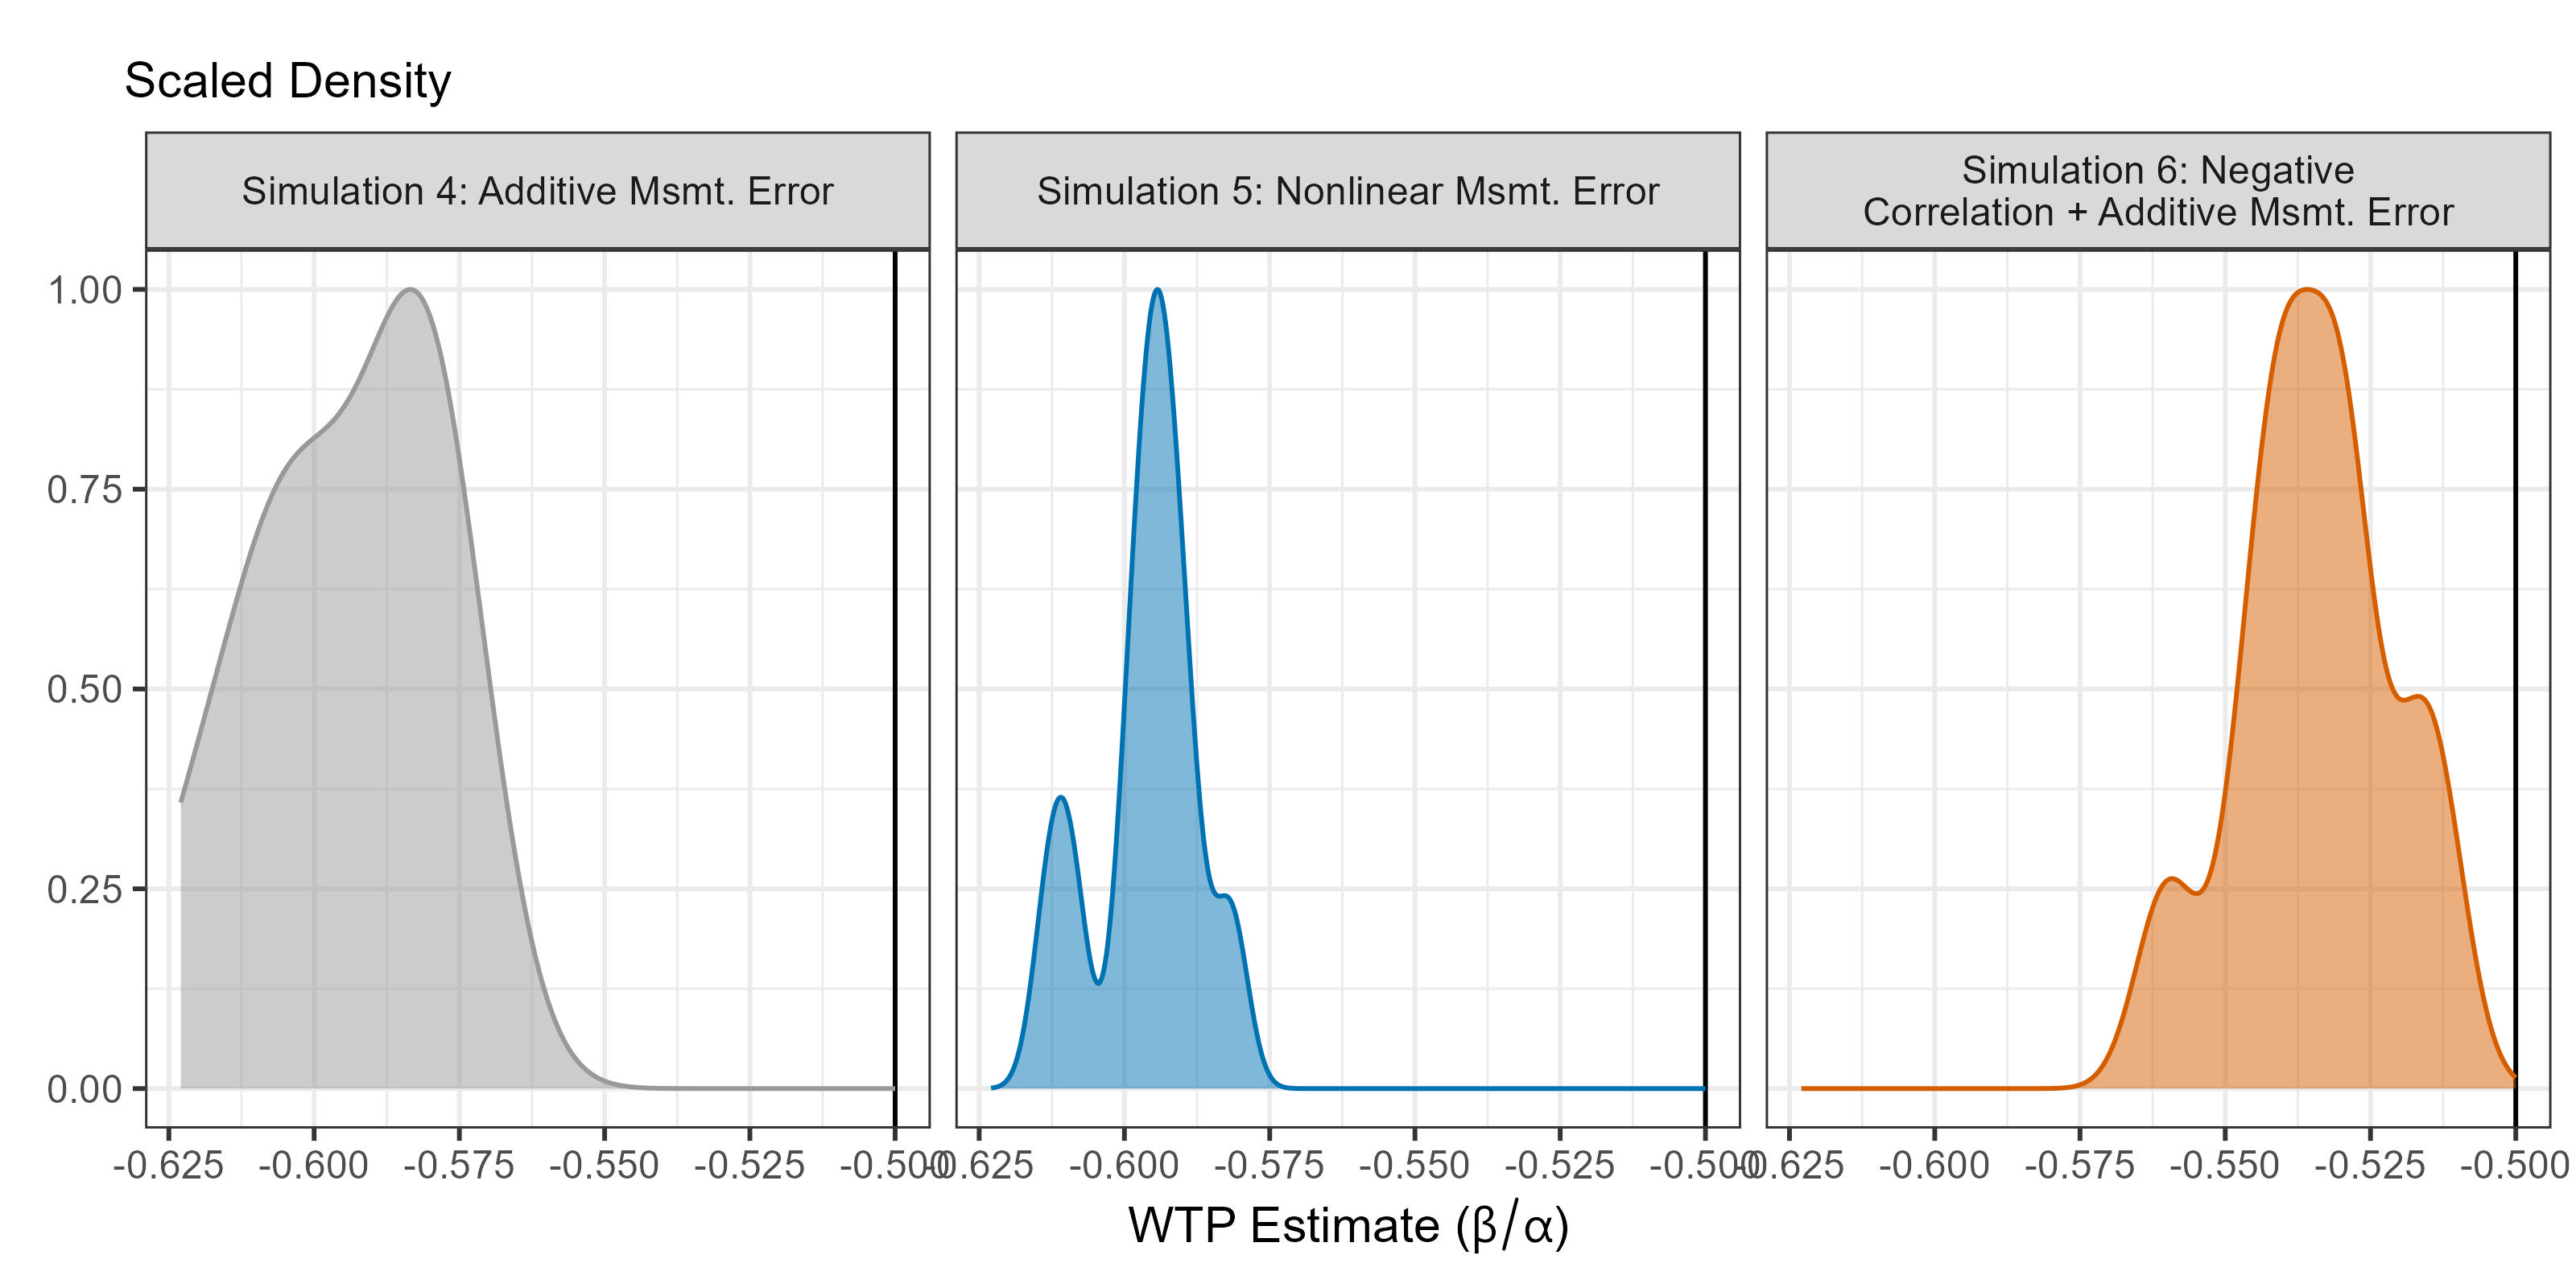 Scaled Density
Simulation 4: Additive Msmt. Error
Simulation 5: Nonlinear Msmt. Error
Simulation 6: Negative
Correlation + Additive Msmt. Error
1.00
0.75
0.50
0.25
0.00
-0.625 -0.600 -0.575 -0.550 -0.525 -0.500 -0.625 -0.600 -0.575 -0.550 -0.525 -0.500 -0.625 -0.600 -0.575 -0.550 -0.525 -0.500
WTP Estimate (β/α)